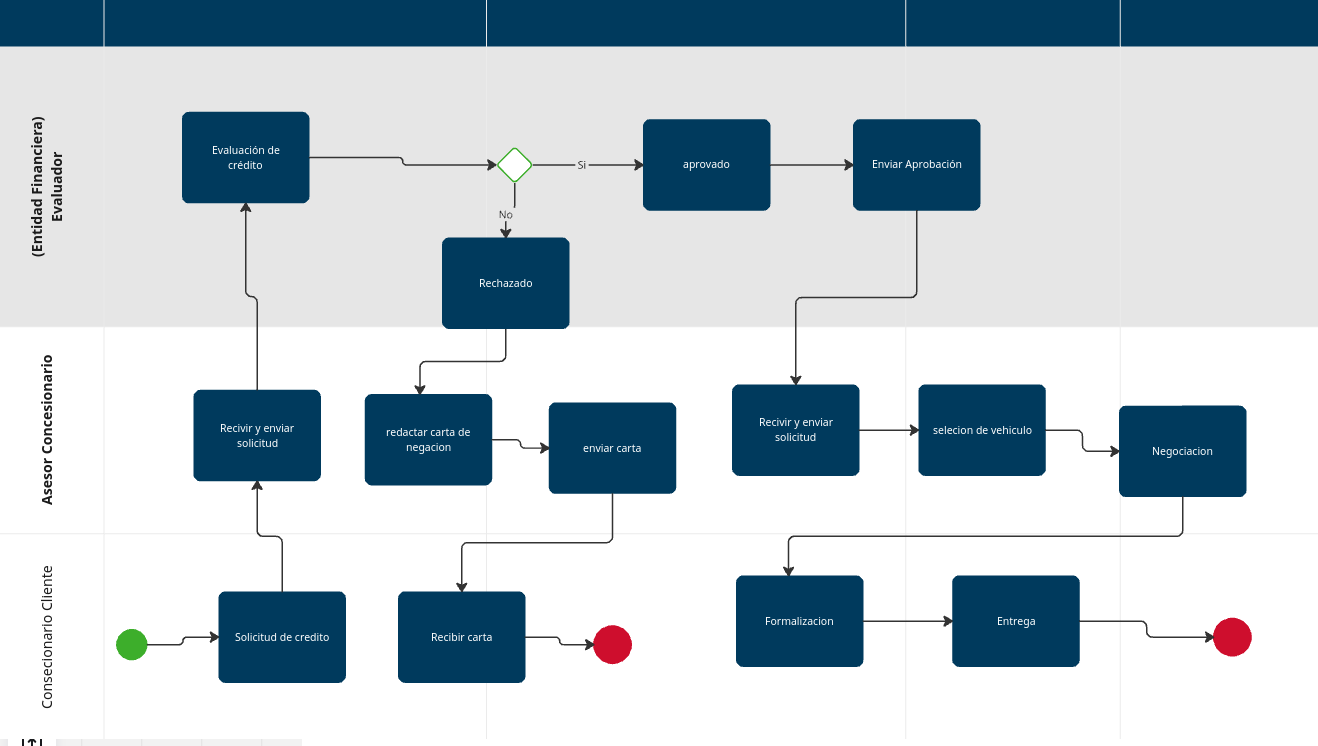 (Entidad Financiera)
Evaluador
Evaluación de
crédito
Si
aprovado
Enviar Aprobación
No
Rechazado
Asesor Concesionario
Recivir y enviar
solicitud
redactar carta de
negacion
enviar carta
Recivir y enviar
solicitud
selecion de vehiculo
Negociacion
Consecionario Cliente
Solicitud de credito
Recibir carta
Formalizacion
Entrega